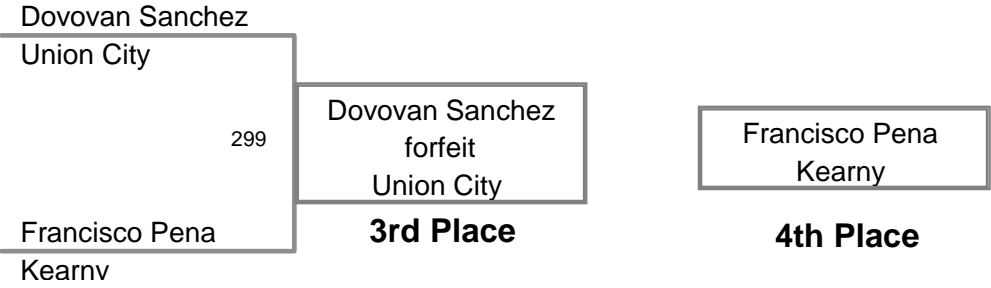 Dovovan Sanchez
Union City
299
Francisco Pena
Kearny
Dovovan Sanchez
forfeit
Union City
3rd Place
Francisco Pena
Kearny
4th Place